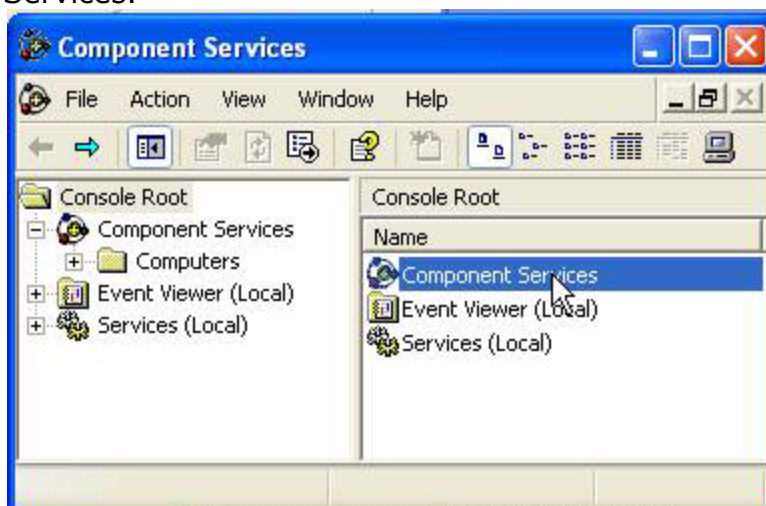 Services.
Component Services
File Action View Window Help
Console Root
Component Services
Computers
Event Viewer (Local)
Services (Local)
Console Root
Name
Component Services
Event Viewer (Local)
Services (Local)